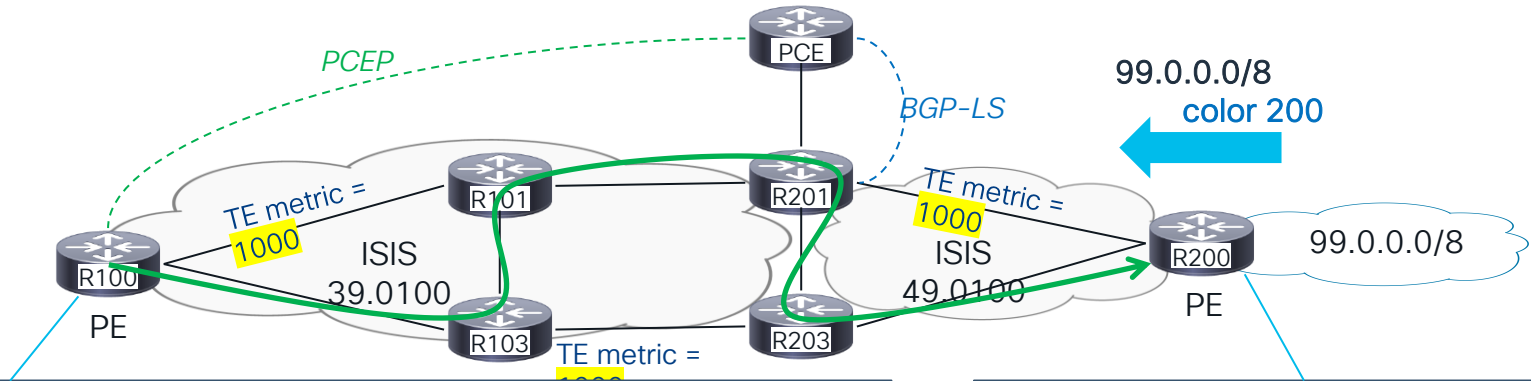 PCE
PCEP
BGP-LS
99.0.0.0/8
color 200
TE metric =
1000
R101
R201
TE metric =
1000
ISIS
39.0100
ISIS
49.0100
R100
PE
R200
PE
99.0.0.0/8
R103
R203
TE metric =